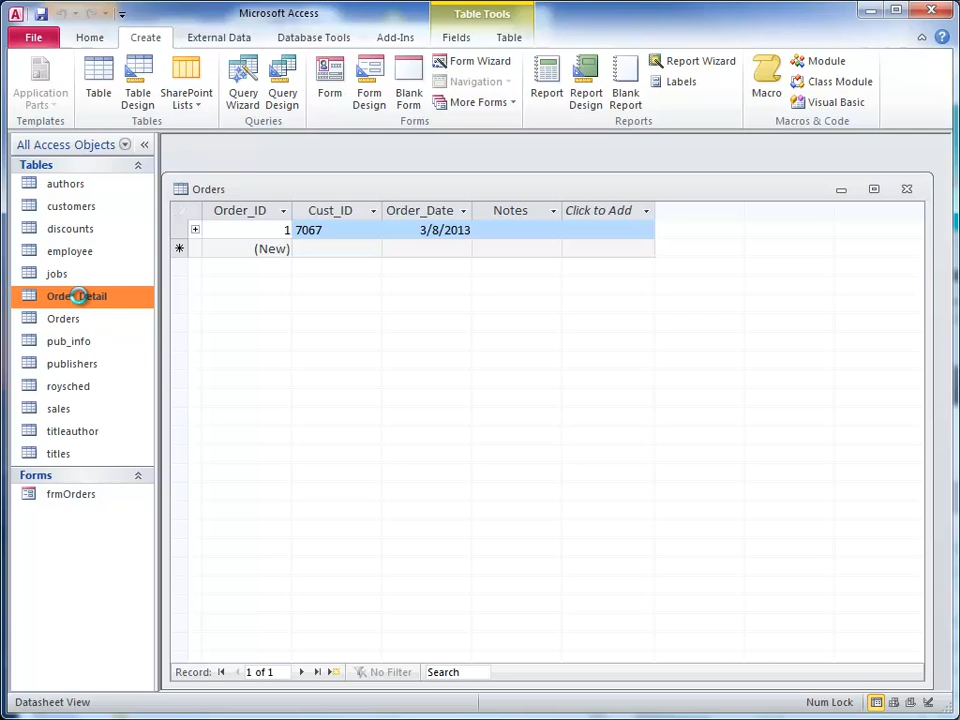 Microsoft Access
Table Tools
File
Home
Create
External Data
Database Tools
Add-Ins
Fields
Table
Application Parts
Templates
Table
Table Design
SharePoint Lists
Tables
Query Wizard
Query Design
Queries
Form
Form Design
Blank Form
Form Wizard
Navigation
More Forms
Forms
Report
Report Design
Blank Report
Report Wizard
Labels
Reports
Macro
Module
Class Module
Visual Basic
Macros & Code
All Access Objects
Tables
authors
customers
discounts
employee
jobs
Order Detail
Orders
pub_info
publishers
roysched
sales
titleauthor
titles
Forms
frmOrders
Orders
Order_ID Cust_ID Order_Date Notes Click to Add
1 7067 3/8/2013
(New)
Record: 1 of 1 No Filter Search
Datasheet View
Num Lock